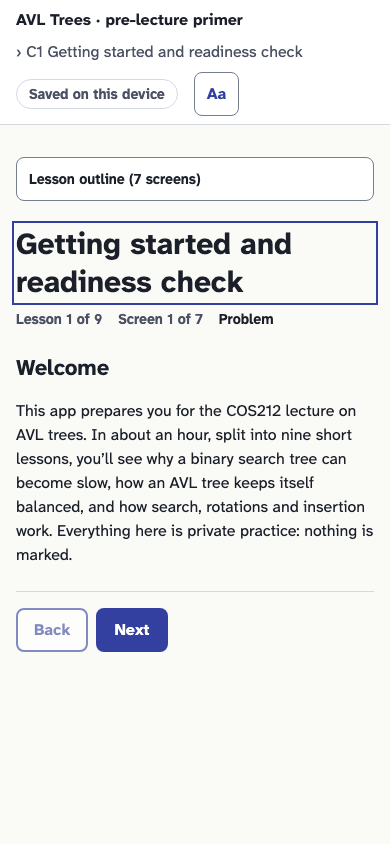 AVL Trees · pre-lecture primer
› C1 Getting started and readiness check
Saved on this device
Aa
Lesson outline (7 screens)
Getting started and
readiness check
Lesson 1 of 9 Screen 1 of 7 Problem
Welcome
This app prepares you for the COS212 lecture on
AVL trees. In about an hour, split into nine short
lessons, you’ll see why a binary search tree can
become slow, how an AVL tree keeps itself
balanced, and how search, rotations and insertion
work. Everything here is private practice: nothing is
marked.
Back
Next